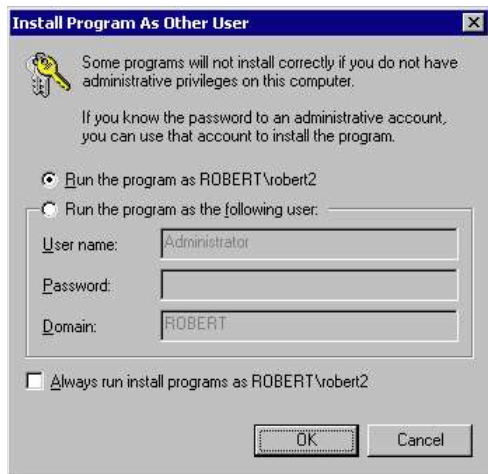 Install Program As Other User
Some programs will not install correctly if you do not have
administrative privileges on this computer.
If you know the password to an administrative account,
you can use that account to install the program.
Run the program as ROBERT\robert2
Run the program as the following user:
User name: Administrator
Password:
Domain: ROBERT
Always run install programs as ROBERT\robert2
OK Cancel